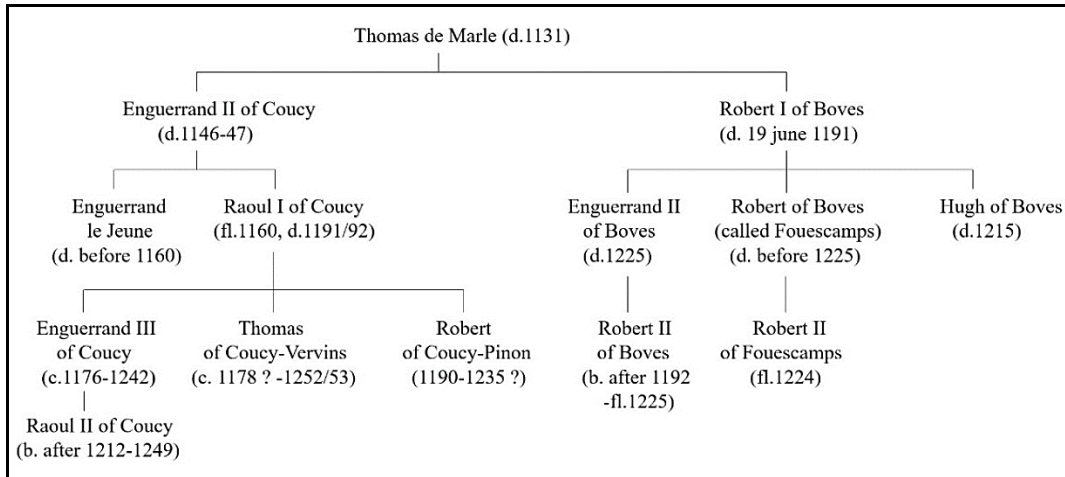 Thomas de Marle (d.1131)
Enguerrand II of Coucy
(d.1146-47)
Robert I of Boves
(d. 19 june 1191)
Enguerrand
le Jeune
(d. before 1160)
Raoul I of Coucy
(fl.1160, d.1191/92)
Enguerrand II
of Boves
(d.1225)
Robert of Boves
(called Fouescamps)
(d. before 1225)
Hugh of Boves
(d.1215)
Enguerrand III
of Coucy
(c.1176-1242)
Thomas
of Coucy-Vervins
(c. 1178 ? -1252/53)
Robert
of Coucy-Pinon
(1190-1235 ?)
Robert II
of Boves
(b. after 1192
-fl.1225)
Robert II
of Fouescamps
(fl.1224)
Raoul II of Coucy
(b. after 1212-1249)